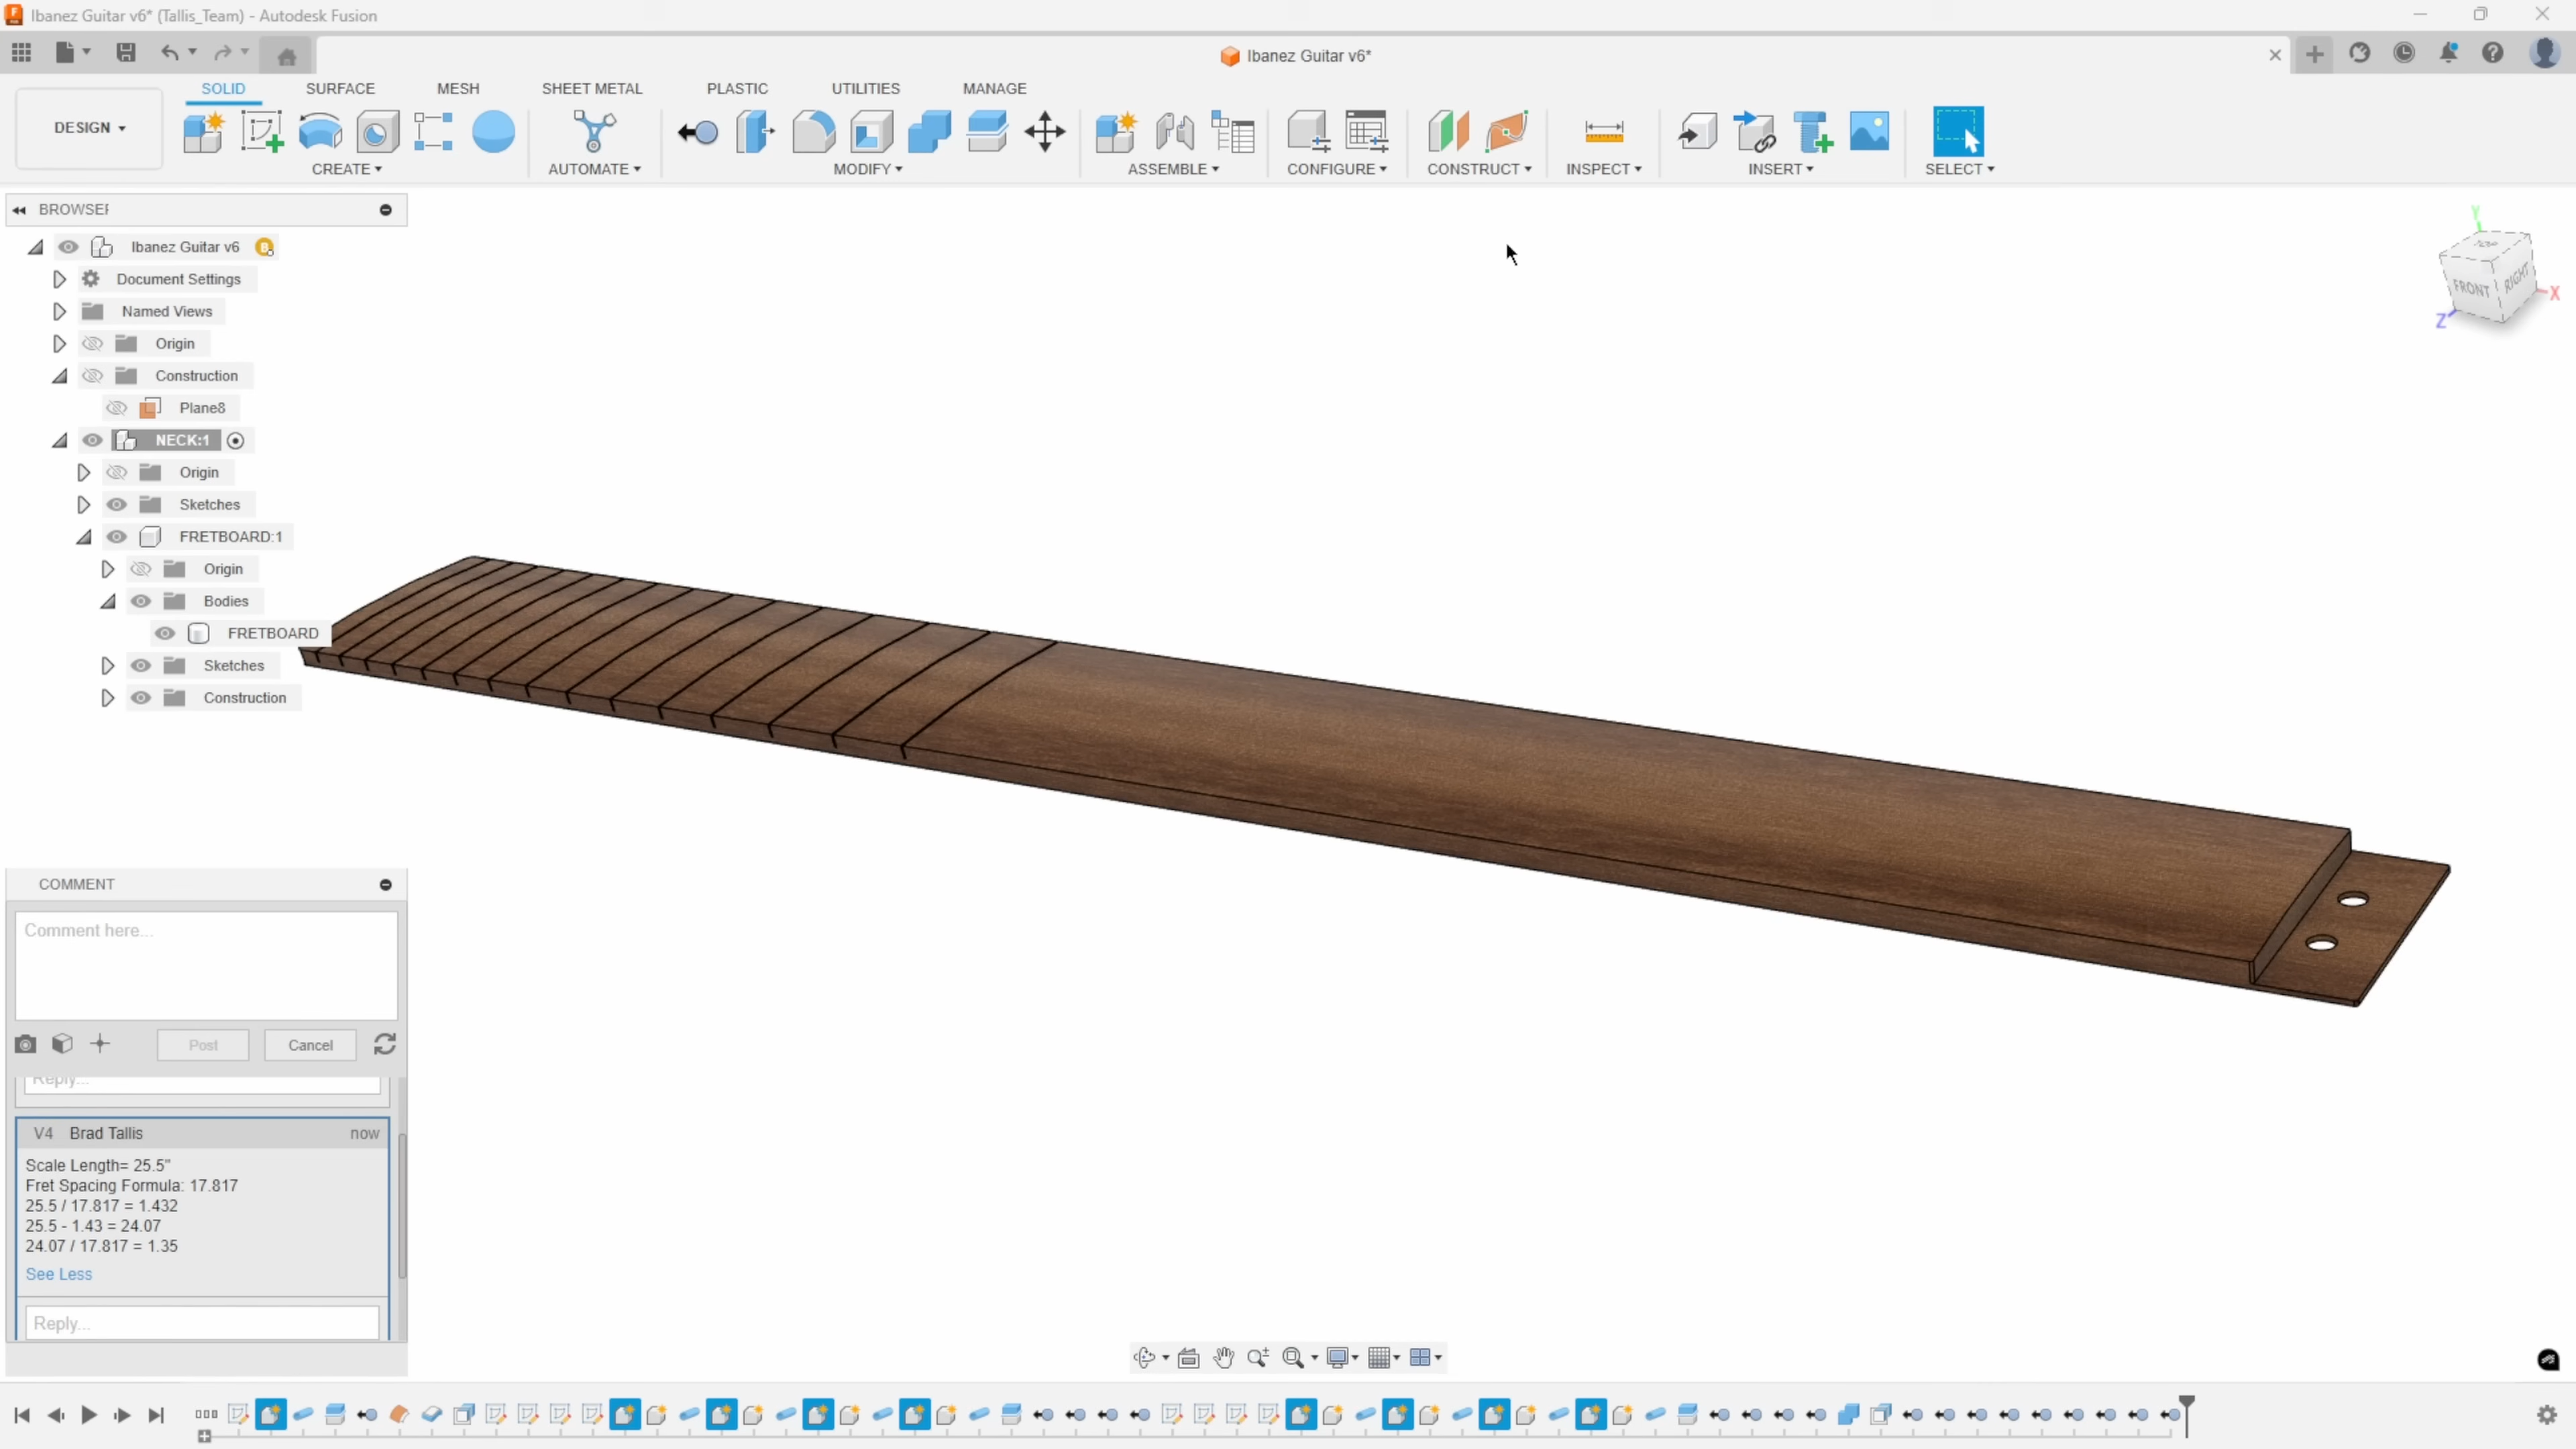 Ibanez Guitar v6* (Tallis_Team) - Autodesk Fusion
Ibanez Guitar v6*
SOLID SURFACE MESH SHEET METAL PLASTIC UTILITIES MANAGE
DESIGN
CREATE AUTOMATE MODIFY ASSEMBLE CONFIGURE CONSTRUCT INSPECT INSERT SELECT
BROWSER
Ibanez Guitar v6
Document Settings
Named Views
Origin
Construction
Plane8
NECK:1
Origin
Sketches
FRETBOARD:1
Origin
Bodies
FRETBOARD
Sketches
Construction
Y
TOP
FRONT
RIGHT
X
Z
COMMENT
Comment here...
Post
Cancel
Reply...
V4 Brad Tallis now
Scale Length= 25.5"
Fret Spacing Formula: 17.817
25.5 / 17.817 = 1.432
25.5 - 1.43 = 24.07
24.07 / 17.817 = 1.35
See Less
Reply...